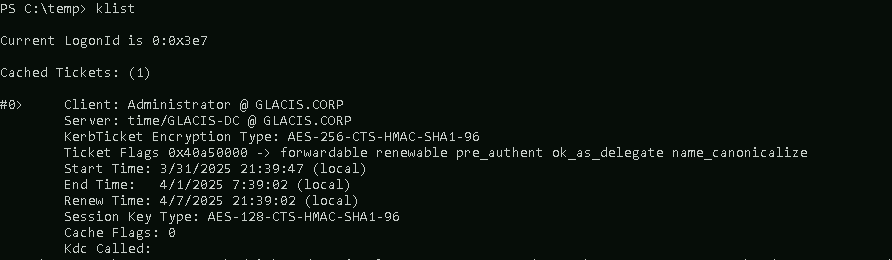 PS C:\temp> klist
Current LogonId is 0:0x3e7
Cached Tickets: (1)
#0> Client: Administrator @ GLACIS.CORP
Server: time/GLACIS-DC @ GLACIS.CORP
KerbTicket Encryption Type: AES-256-CTS-HMAC-SHA1-96
Ticket Flags 0x40a50000 -> forwardable renewable pre_authent ok_as_delegate name_canonicalize
Start Time: 3/31/2025 21:39:47 (local)
End Time: 4/1/2025 7:39:02 (local)
Renew Time: 4/7/2025 21:39:02 (local)
Session Key Type: AES-128-CTS-HMAC-SHA1-96
Cache Flags: 0
Kdc Called: